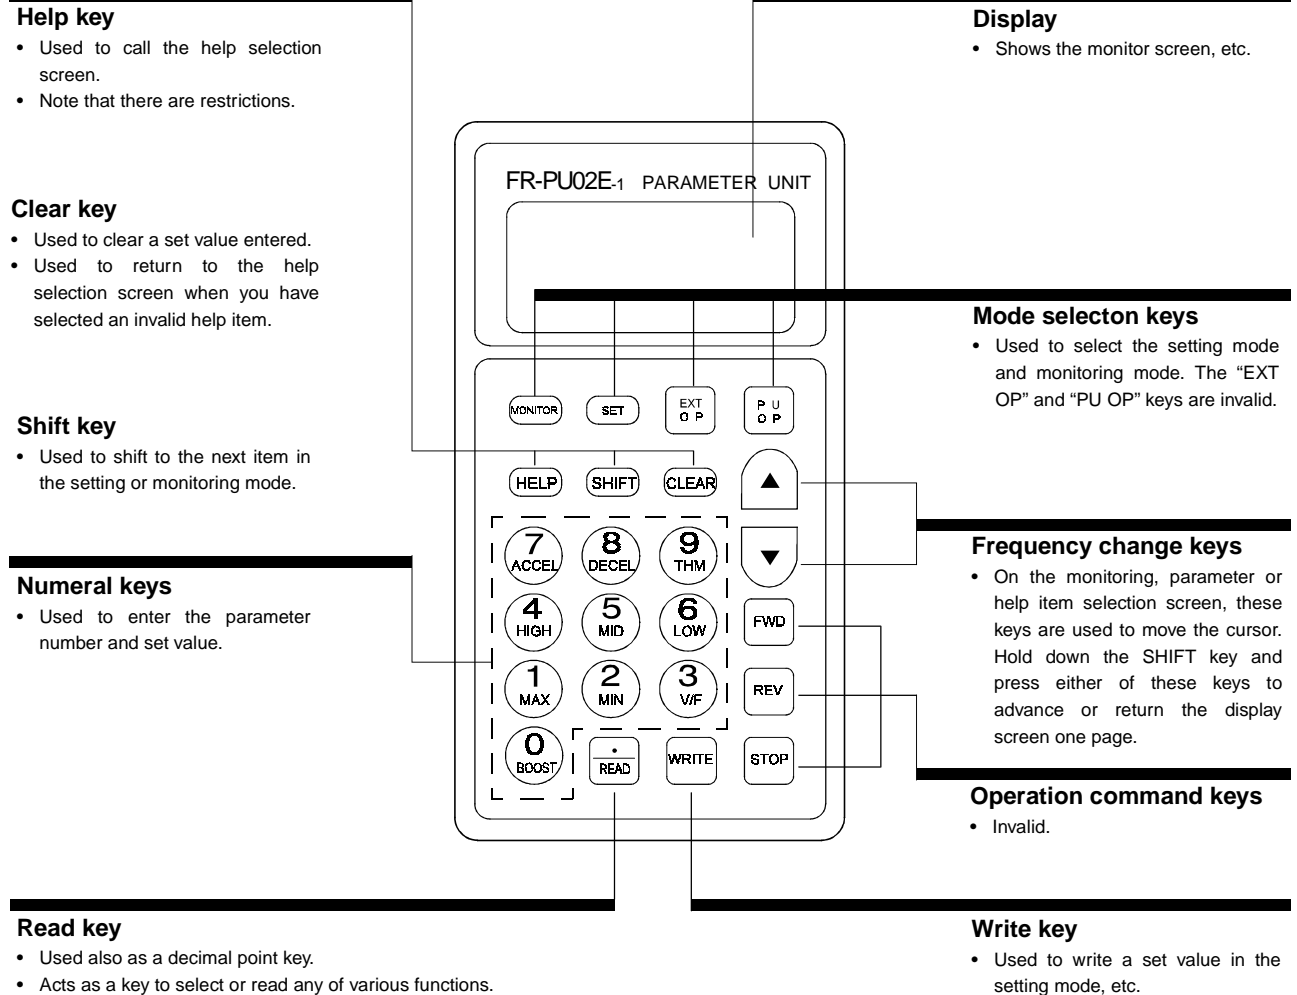 Help key
• Used to call the help selection
screen.
• Note that there are restrictions.
Clear key
• Used to clear a set value entered.
• Used to return to the help
selection screen when you have
selected an invalid help item.
Shift key
• Used to shift to the next item in
the setting or monitoring mode.
Numeral keys
• Used to enter the parameter
number and set value.
Display
• Shows the monitor screen, etc.
FR-PU02E-1 PARAMETER UNIT
MONITOR SET EXT OP PU OP
HELP SHIFT CLEAR ▲
7 ACCEL 8 DECEL 9 THM ▼
4 HIGH 5 MID 6 LOW FWD
1 MAX 2 MIN 3 V/F REV
0 BOOST • READ WRITE STOP
Mode selecton keys
• Used to select the setting mode
and monitoring mode. The “EXT
OP” and “PU OP” keys are invalid.
Frequency change keys
• On the monitoring, parameter or
help item selection screen, these
keys are used to move the cursor.
Hold down the SHIFT key and
press either of these keys to
advance or return the display
screen one page.
Operation command keys
• Invalid.
Read key
• Used also as a decimal point key.
• Acts as a key to select or read any of various functions.
Write key
• Used to write a set value in the
setting mode, etc.